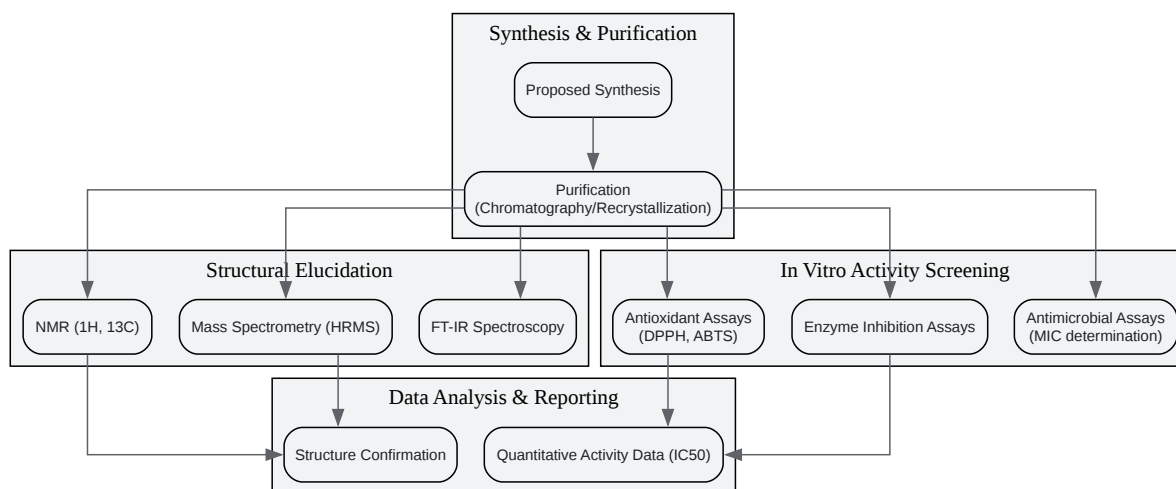 Synthesis & Purification
Proposed Synthesis
Purification
(Chromatography/Recrystallization)
Structural Elucidation
In Vitro Activity Screening
NMR (1H, 13C)
Mass Spectrometry (HRMS)
FT-IR Spectroscopy
Antioxidant Assays
(DPPH, ABTS)
Enzyme Inhibition Assays
Antimicrobial Assays
(MIC determination)
Data Analysis & Reporting
Structure Confirmation
Quantitative Activity Data (IC50)